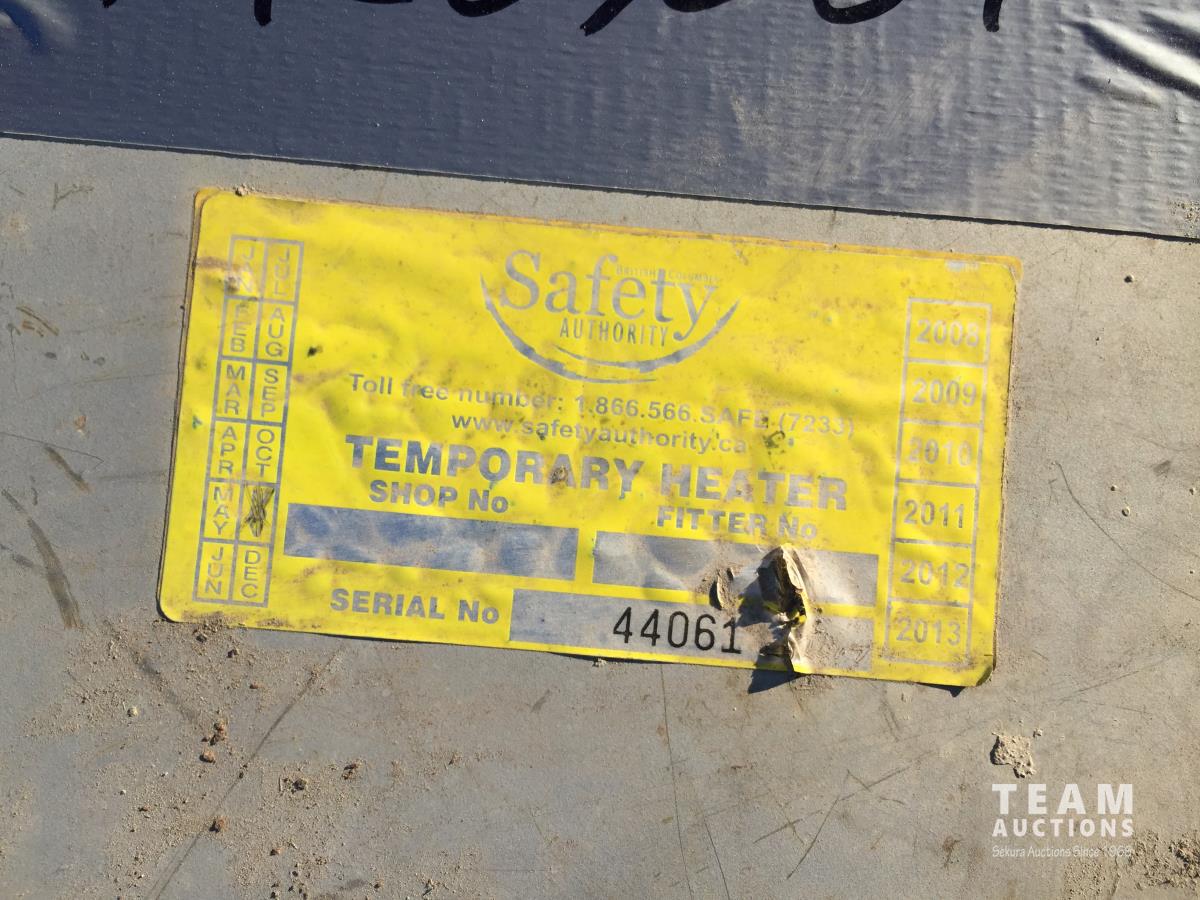 JAN JUL
FEB AUG
MAR SEP
APR OCT
MAY
JUN DEC
BRITISH COLUMBIA
Safety
AUTHORITY
Toll free number: 1.866.566.SAFE (7233)
www.safetyauthority.ca
TEMPORARY HEATER
SHOP No
FITTER No
SERIAL No 44061
2008
2009
2010
2011
2012
2013
TEAM
AUCTIONS
Sekura Auctions Since 1966